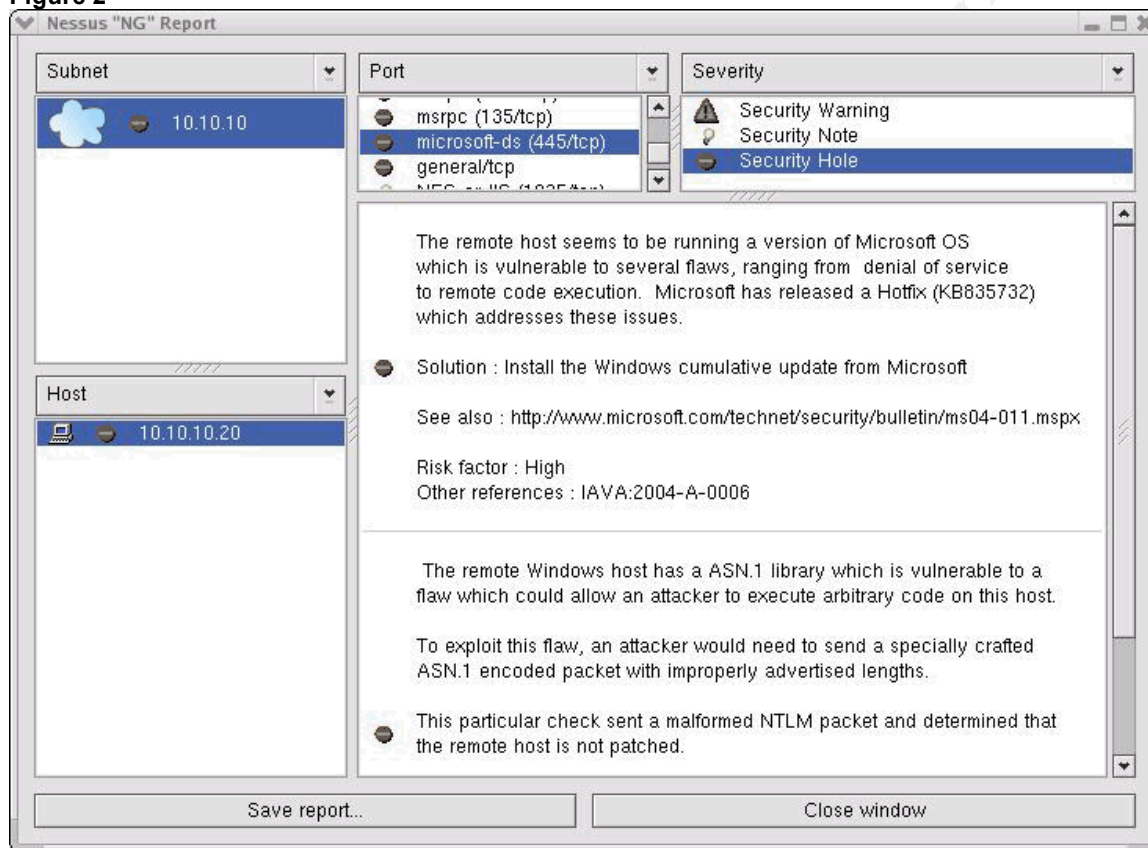 Figure 2
Nessus "NG" Report
Subnet
10.10.10
Port
msrpc (135/tcp)
microsoft-ds (445/tcp)
general/tcp
Severity
Security Warning
Security Note
Security Hole
Host
10.10.10.20
The remote host seems to be running a version of Microsoft OS
which is vulnerable to several flaws, ranging from denial of service
to remote code execution. Microsoft has released a Hotfix (KB835732)
which addresses these issues.
Solution : Install the Windows cumulative update from Microsoft
See also : http://www.microsoft.com/technet/security/bulletin/ms04-011.mspx
Risk factor : High
Other references : IAVA:2004-A-0006
The remote Windows host has a ASN.1 library which is vulnerable to a
flaw which could allow an attacker to execute arbitrary code on this host.
To exploit this flaw, an attacker would need to send a specially crafted
ASN.1 encoded packet with improperly advertised lengths.
This particular check sent a malformed NTLM packet and determined that
the remote host is not patched.
Save report...
Close window